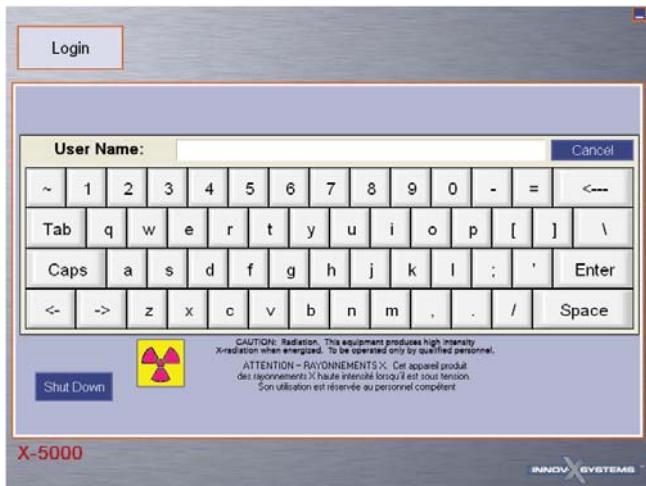 Login
User Name: Cancel
~ 1 2 3 4 5 6 7 8 9 0 - = <---
Tab q w e r t y u i o p [ ] \
Caps a s d f g h j k l ; ' Enter
<- -> z x c v b n m , . / Space
CAUTION: Radiation. This equipment produces high intensity
X-radiation when energized. To be operated only by qualified personnel.
ATTENTION – RAYONNEMENTS X. Cet appareil produit
des rayonnements X haute intensité lorsqu'il est sous tension.
Son utilisation est réservée au personnel compétent
Shut Down
X-5000
INNOV X SYSTEMS